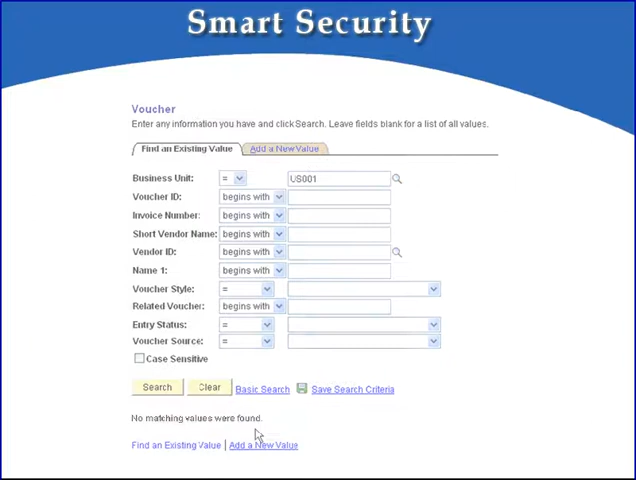 Smart Security
Voucher
Enter any information you have and click Search. Leave fields blank for a list of all values.
Find an Existing Value Add a New Value
Business Unit: = US001
Voucher ID: begins with
Invoice Number: begins with
Short Vendor Name: begins with
Vendor ID: begins with
Name 1: begins with
Voucher Style: =
Related Voucher: begins with
Entry Status: =
Voucher Source: =
Case Sensitive
Search Clear Basic Search Save Search Criteria
No matching values were found.
Find an Existing Value | Add a New Value